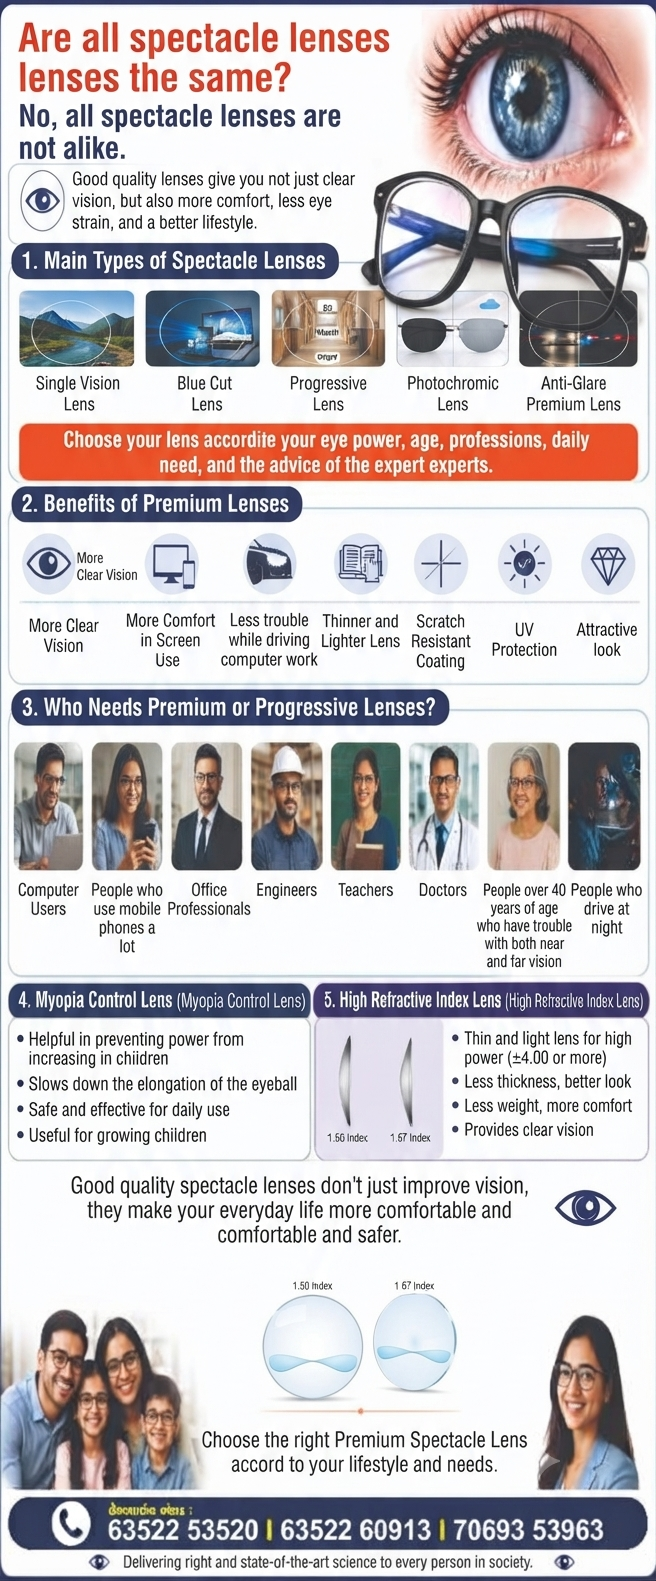 Are all spectacle lenses
lenses the same?
No, all spectacle lenses are
not alike.
Good quality lenses give you not just clear
vision, but also more comfort, less eye
strain, and a better lifestyle.
1. Main Types of Spectacle Lenses
Single Vision
Lens
Blue Cut
Lens
Progressive
Lens
Photochromic
Lens
Anti-Glare
Premium Lens
Choose your lens accordite your eye power, age, professions, daily
need, and the advice of the expert experts.
2. Benefits of Premium Lenses
More
Clear Vision
More Clear
Vision
More Comfort
in Screen
Use
Less trouble
while driving
computer work
Thinner and
Lighter Lens
Scratch
Resistant
Coating
UV
Protection
Attractive
look
3. Who Needs Premium or Progressive Lenses?
Computer
Users
People who
use mobile
phones a
lot
Office
Professionals
Engineers
Teachers
Doctors
People over 40
years of age
who have trouble
with both near
and far vision
People who
drive at
night
4. Myopia Control Lens (Myopia Control Lens)
• Helpful in preventing power from
increasing in children
• Slows down the elongation of the eyeball
• Safe and effective for daily use
• Useful for growing children
5. High Refractive Index Lens (High Refractive Index Lens)
1.50 Index
1.67 Index
• Thin and light lens for high
power (±4.00 or more)
• Less thickness, better look
• Less weight, more comfort
• Provides clear vision
Good quality spectacle lenses don't just improve vision,
they make your everyday life more comfortable and
comfortable and safer.
1.50 Index
1 67 Index
Choose the right Premium Spectacle Lens
accord to your lifestyle and needs.
63522 53520 | 63522 60913 | 70693 53963
Delivering right and state-of-the-art science to every person in society.